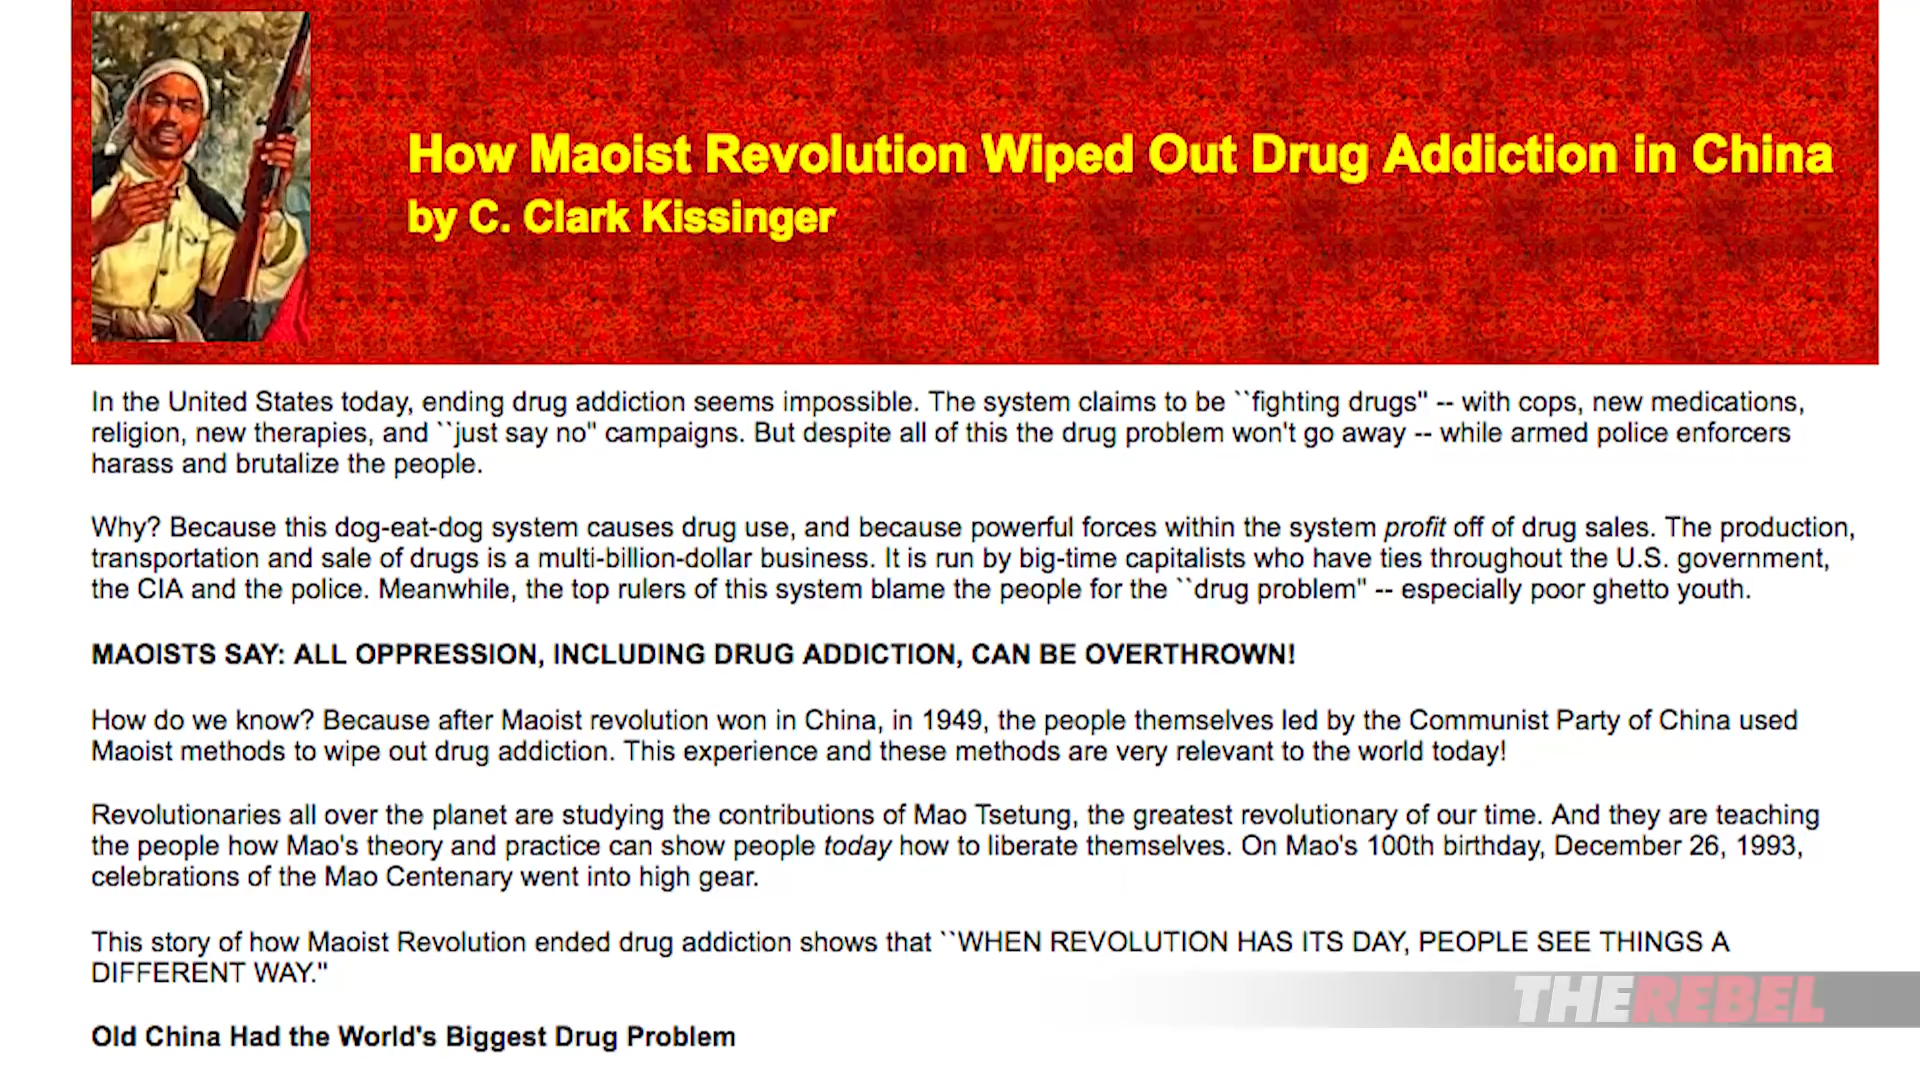 How Maoist Revolution Wiped Out Drug Addiction in China
by C. Clark Kissinger
In the United States today, ending drug addiction seems impossible. The system claims to be ``fighting drugs" -- with cops, new medications,
religion, new therapies, and ``just say no" campaigns. But despite all of this the drug problem won't go away -- while armed police enforcers
harass and brutalize the people.
Why? Because this dog-eat-dog system causes drug use, and because powerful forces within the system profit off of drug sales. The production,
transportation and sale of drugs is a multi-billion-dollar business. It is run by big-time capitalists who have ties throughout the U.S. government,
the CIA and the police. Meanwhile, the top rulers of this system blame the people for the ``drug problem" -- especially poor ghetto youth.
MAOISTS SAY: ALL OPPRESSION, INCLUDING DRUG ADDICTION, CAN BE OVERTHROWN!
How do we know? Because after Maoist revolution won in China, in 1949, the people themselves led by the Communist Party of China used
Maoist methods to wipe out drug addiction. This experience and these methods are very relevant to the world today!
Revolutionaries all over the planet are studying the contributions of Mao Tsetung, the greatest revolutionary of our time. And they are teaching
the people how Mao's theory and practice can show people today how to liberate themselves. On Mao's 100th birthday, December 26, 1993,
celebrations of the Mao Centenary went into high gear.
This story of how Maoist Revolution ended drug addiction shows that ``WHEN REVOLUTION HAS ITS DAY, PEOPLE SEE THINGS A
DIFFERENT WAY."
THEREBEL
Old China Had the World's Biggest Drug Problem